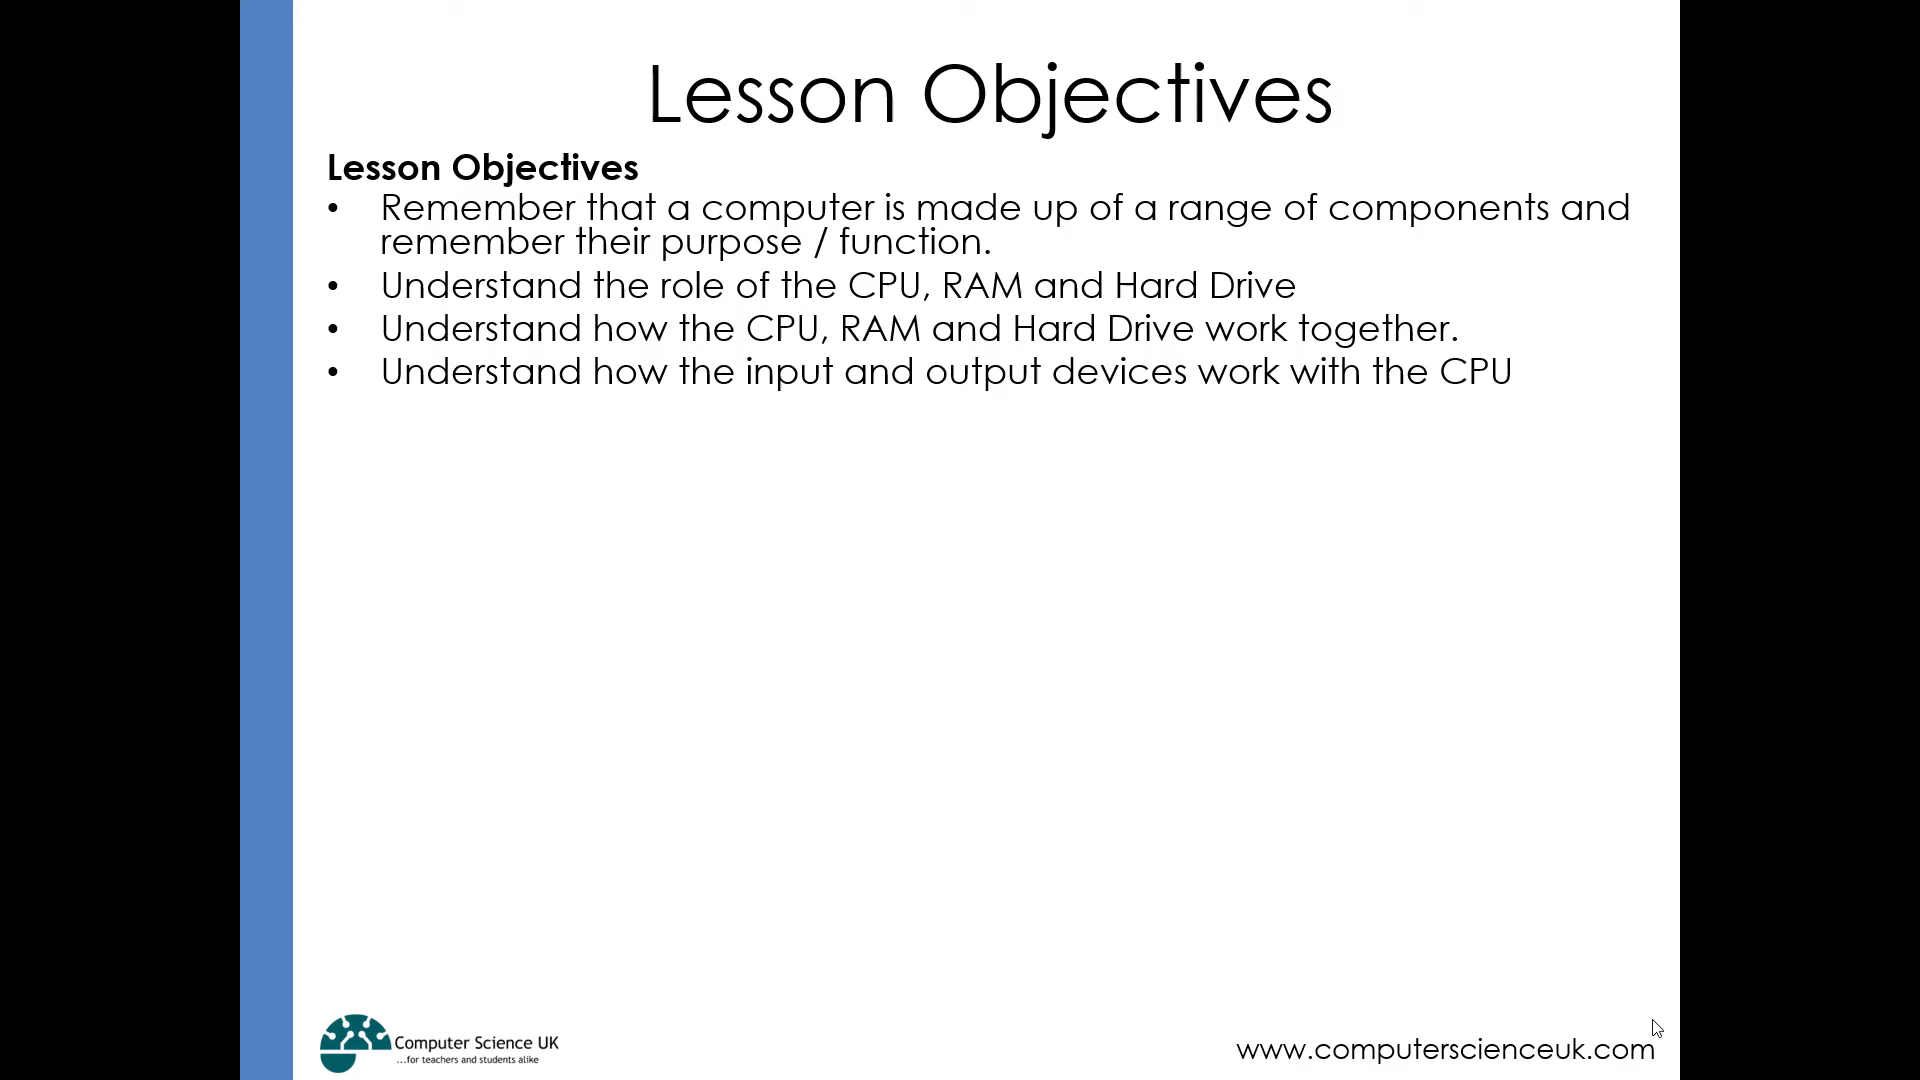 Lesson Objectives
Lesson Objectives
• Remember that a computer is made up of a range of components and
remember their purpose / function.
• Understand the role of the CPU, RAM and Hard Drive
• Understand how the CPU, RAM and Hard Drive work together.
• Understand how the input and output devices work with the CPU
Computer Science UK
...for teachers and students alike
www.computerscienceuk.com